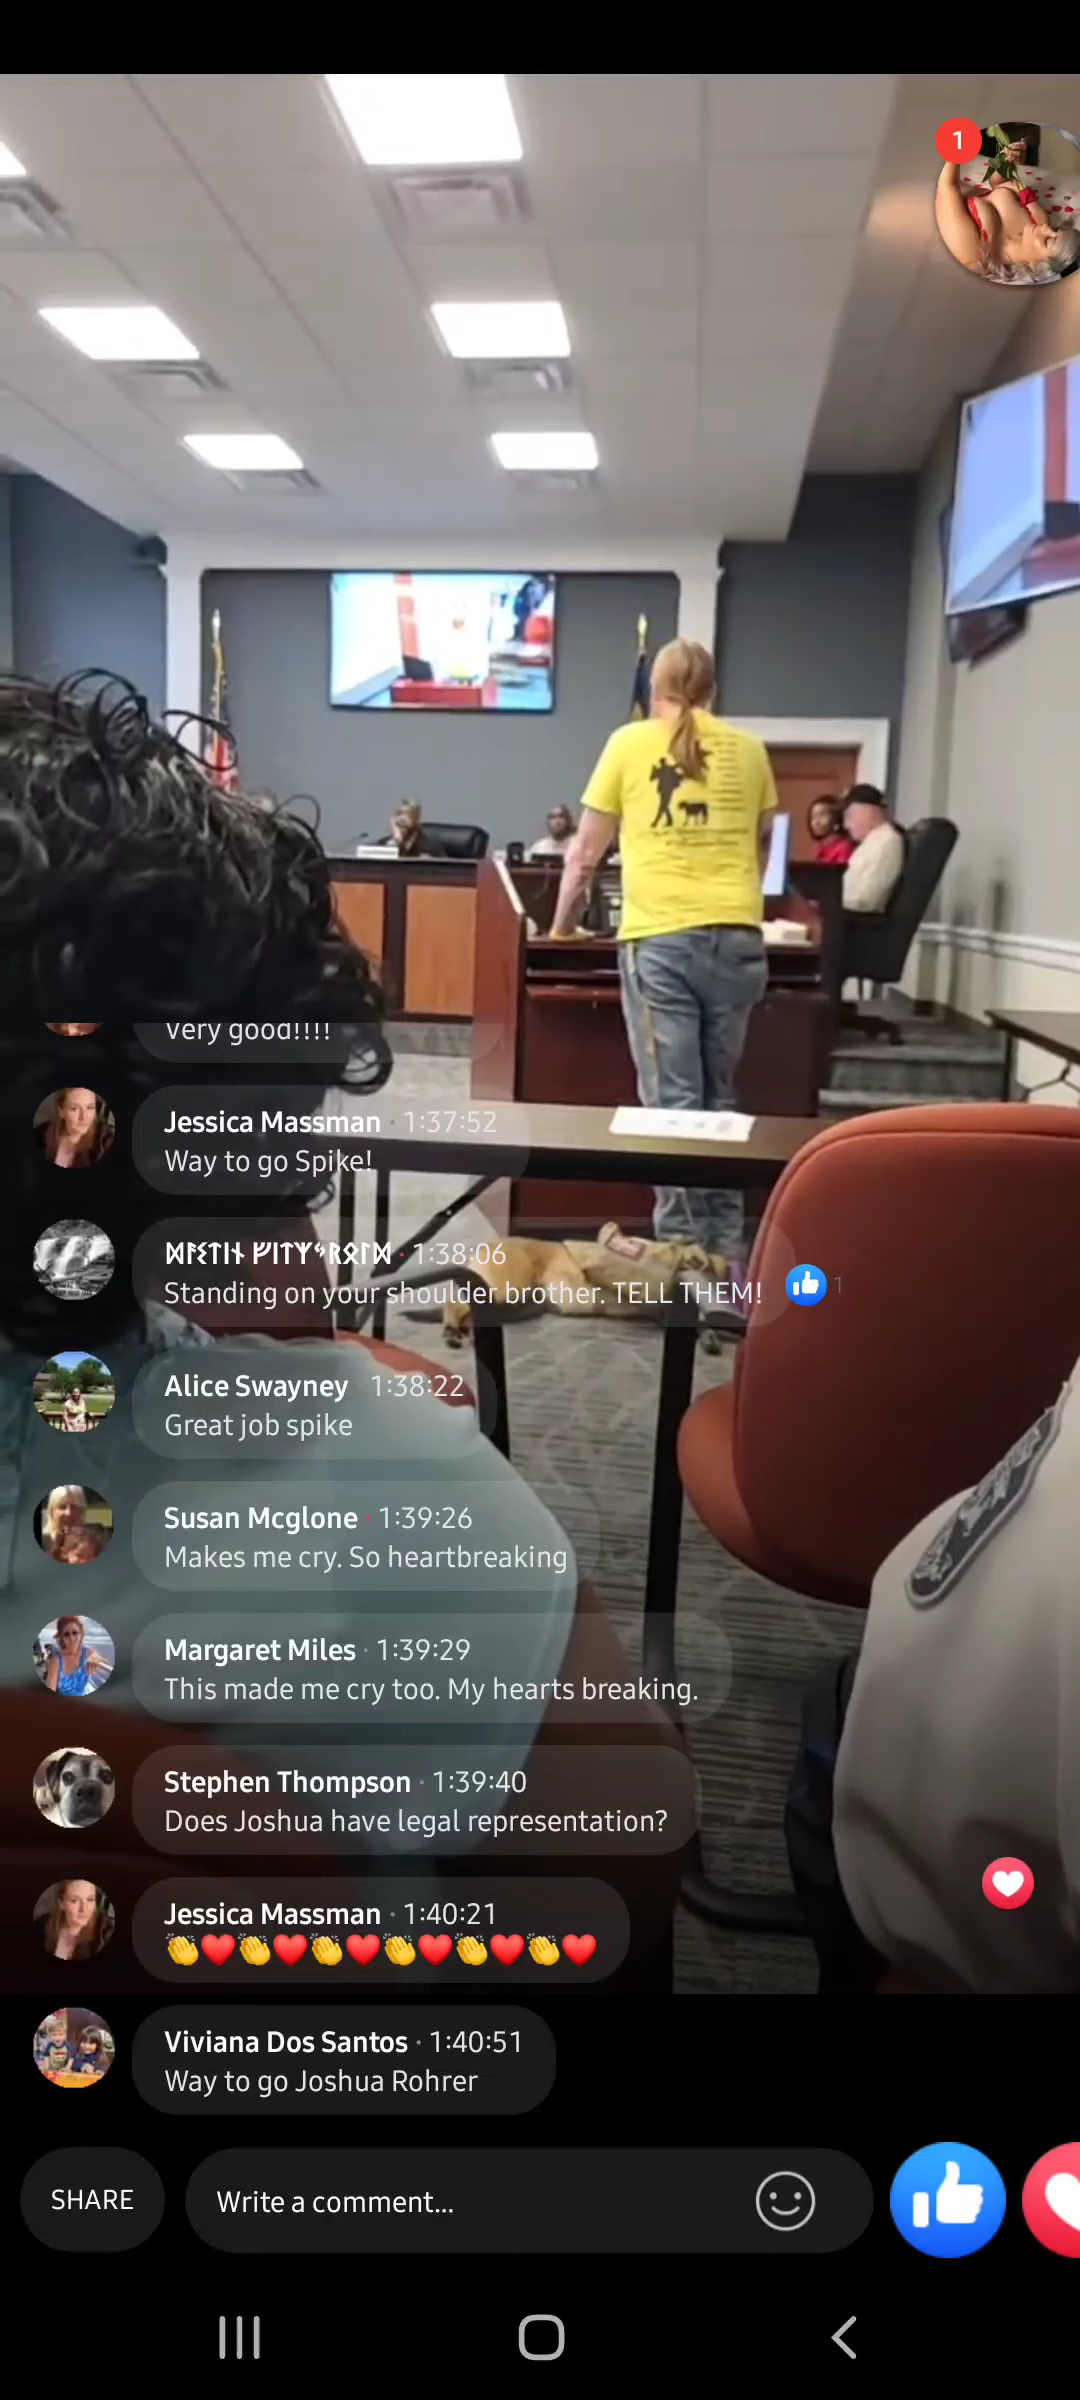 1
Very good!!!!
Jessica Massman · 1:37:52
Way to go Spike!
ᛞᚨᛊᛏᛁᚾ ᚹᛁᛏᛉᛃᚱᛟᛚᛞ · 1:38:06
Standing on your shoulder brother. TELL THEM!
1
Alice Swayney · 1:38:22
Great job spike
Susan Mcglone · 1:39:26
Makes me cry. So heartbreaking
Margaret Miles · 1:39:29
This made me cry too. My hearts breaking.
Stephen Thompson · 1:39:40
Does Joshua have legal representation?
Jessica Massman · 1:40:21
👏❤️👏❤️👏❤️👏❤️👏❤️👏❤️
Viviana Dos Santos · 1:40:51
Way to go Joshua Rohrer
SHARE
Write a comment...